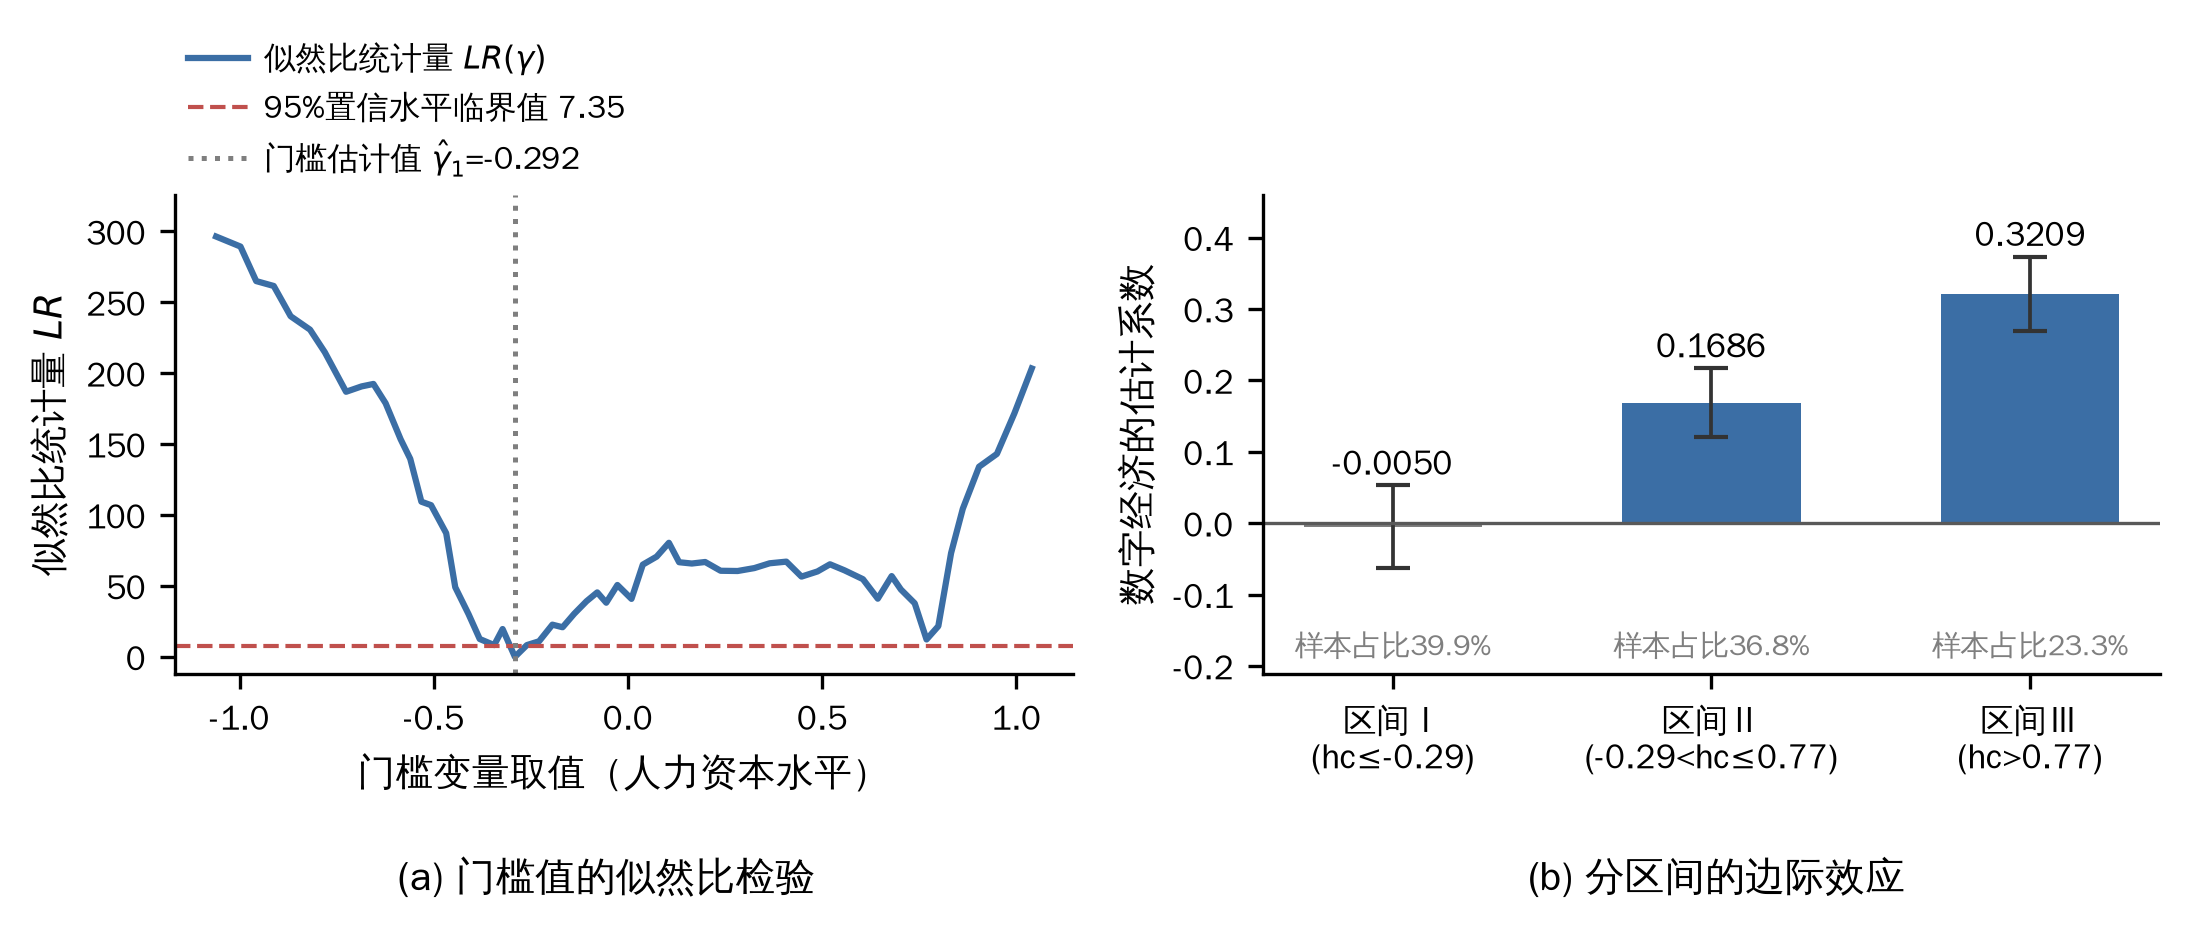 似然比统计量 LR(γ)
95%置信水平临界值 7.35
门槛估计值 γ̂₁=-0.292
似然比统计量 LR
300
250
200
150
100
50
0
-1.0
-0.5
0.0
0.5
1.0
门槛变量取值（人力资本水平）
(a) 门槛值的似然比检验
数字经济的估计系数
0.4
0.3
0.2
0.1
0.0
-0.1
-0.2
-0.0050
0.1686
0.3209
样本占比39.9%
样本占比36.8%
样本占比23.3%
区间 I
(hc≤-0.29)
区间 II
(-0.29<hc≤0.77)
区间 III
(hc>0.77)
(b) 分区间的边际效应